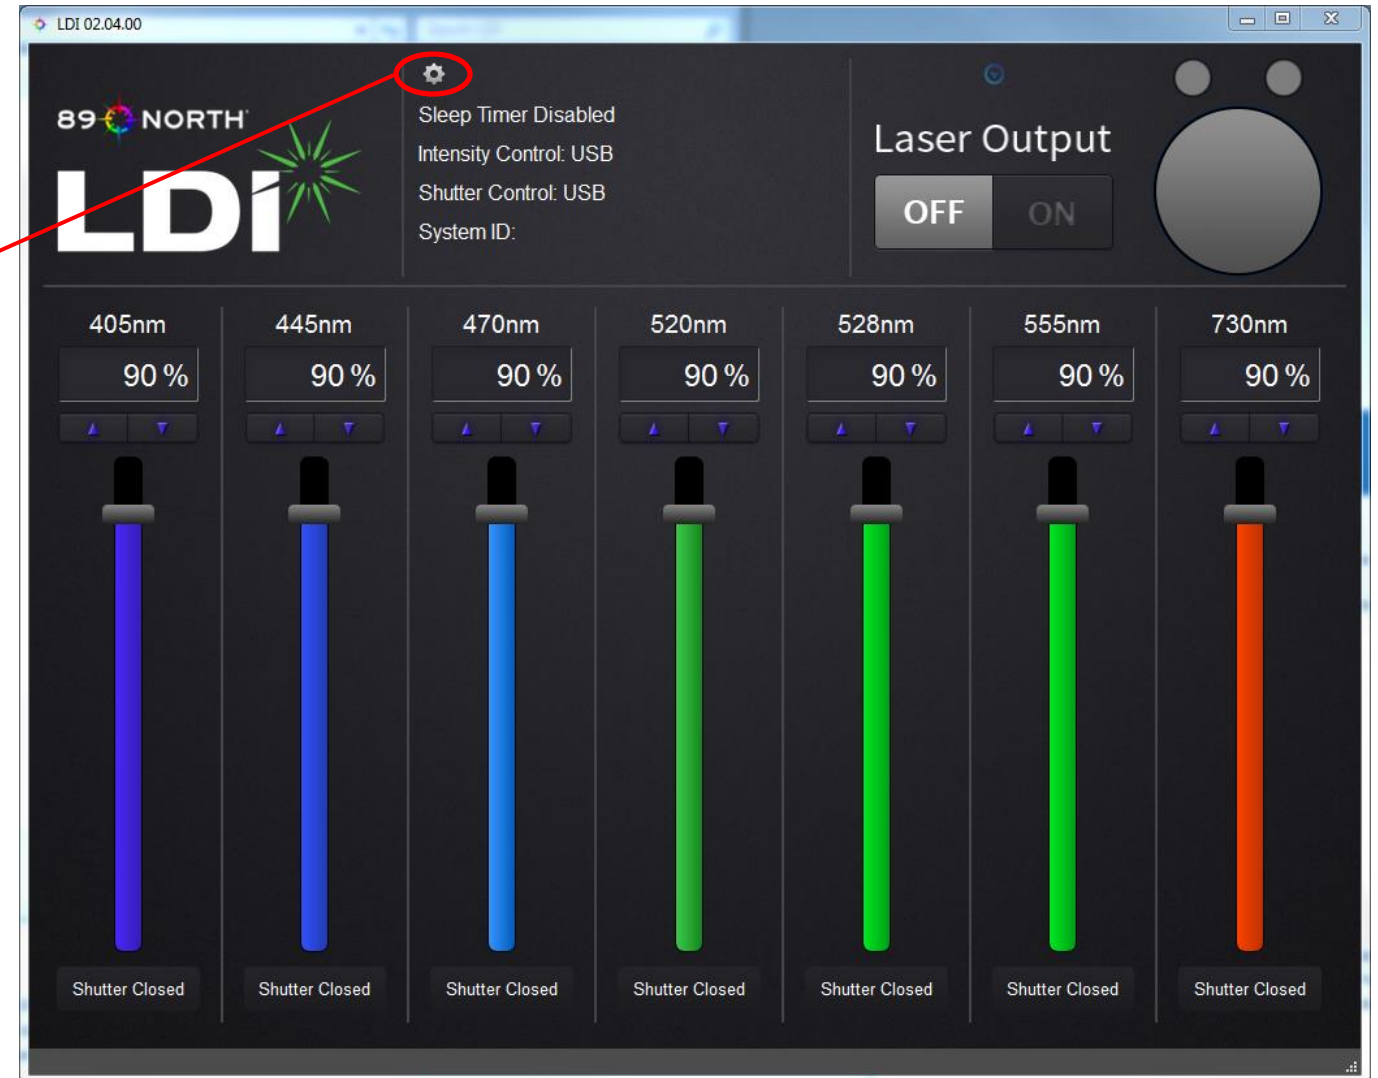 LDI 02.04.00
89 NORTH
LDI
Sleep Timer Disabled
Intensity Control: USB
Shutter Control: USB
System ID:
Laser Output
OFF ON
405nm 445nm 470nm 520nm 528nm 555nm 730nm
90 % 90 % 90 % 90 % 90 % 90 % 90 %
Shutter Closed Shutter Closed Shutter Closed Shutter Closed Shutter Closed Shutter Closed Shutter Closed